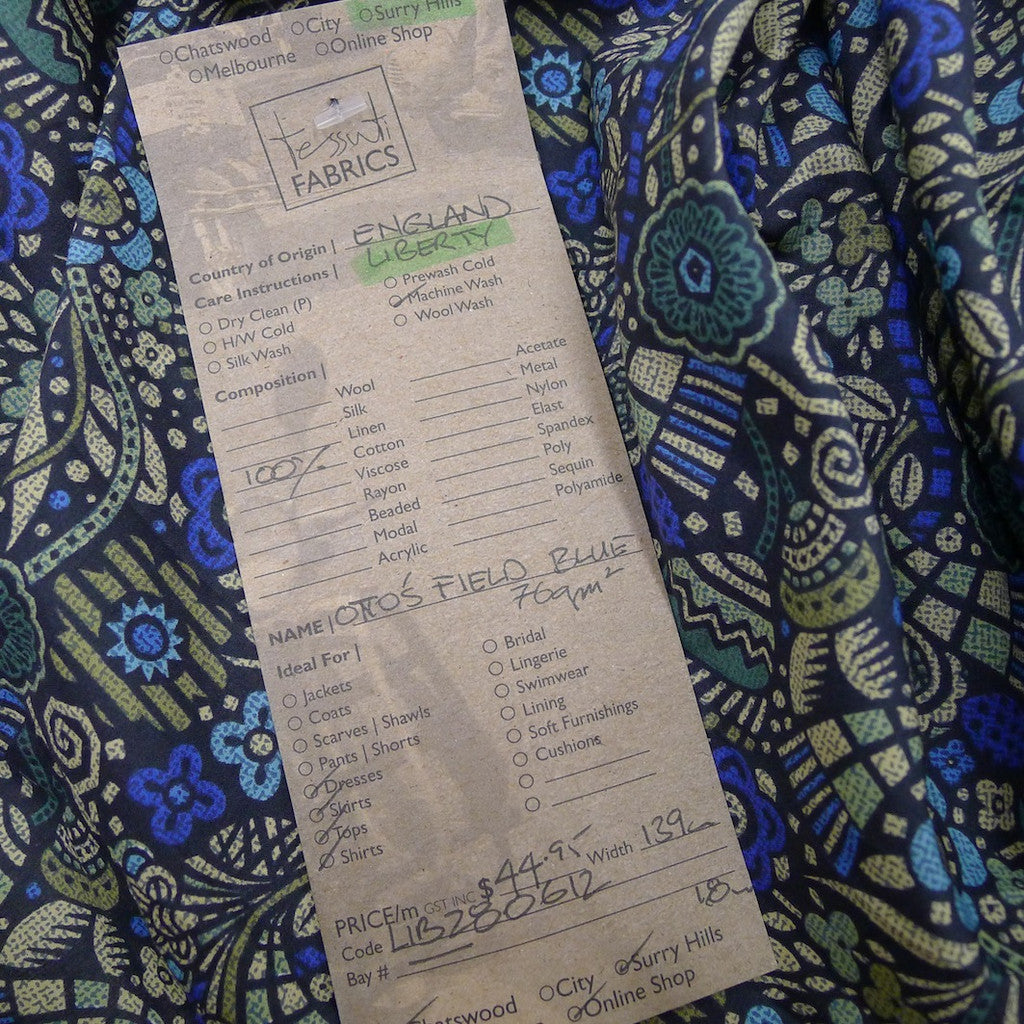 Chatswood City Surry Hills
Melbourne Online Shop
tessuti
FABRICS
Country of Origin | ENGLAND
LIBERTY
Care Instructions |
Dry Clean (P) Prewash Cold
H/W Cold Machine Wash
Silk Wash Wool Wash
Composition |
Wool Acetate
Silk Metal
Linen Nylon
100% Cotton Elast
Viscose Spandex
Rayon Poly
Beaded Sequin
Modal Polyamide
Acrylic
NAME | OTTO'S FIELD BLUE
Ideal For |
Jackets Bridal
Coats Lingerie
Scarves | Shawls Swimwear
Pants | Shorts Lining
Dresses Soft Furnishings
Skirts Cushions
Tops
Shirts
PRICE/m GST INC $44.95 Width 139
Code LIB280612
Bay # 1.8
Chatswood City Surry Hills
Online Shop